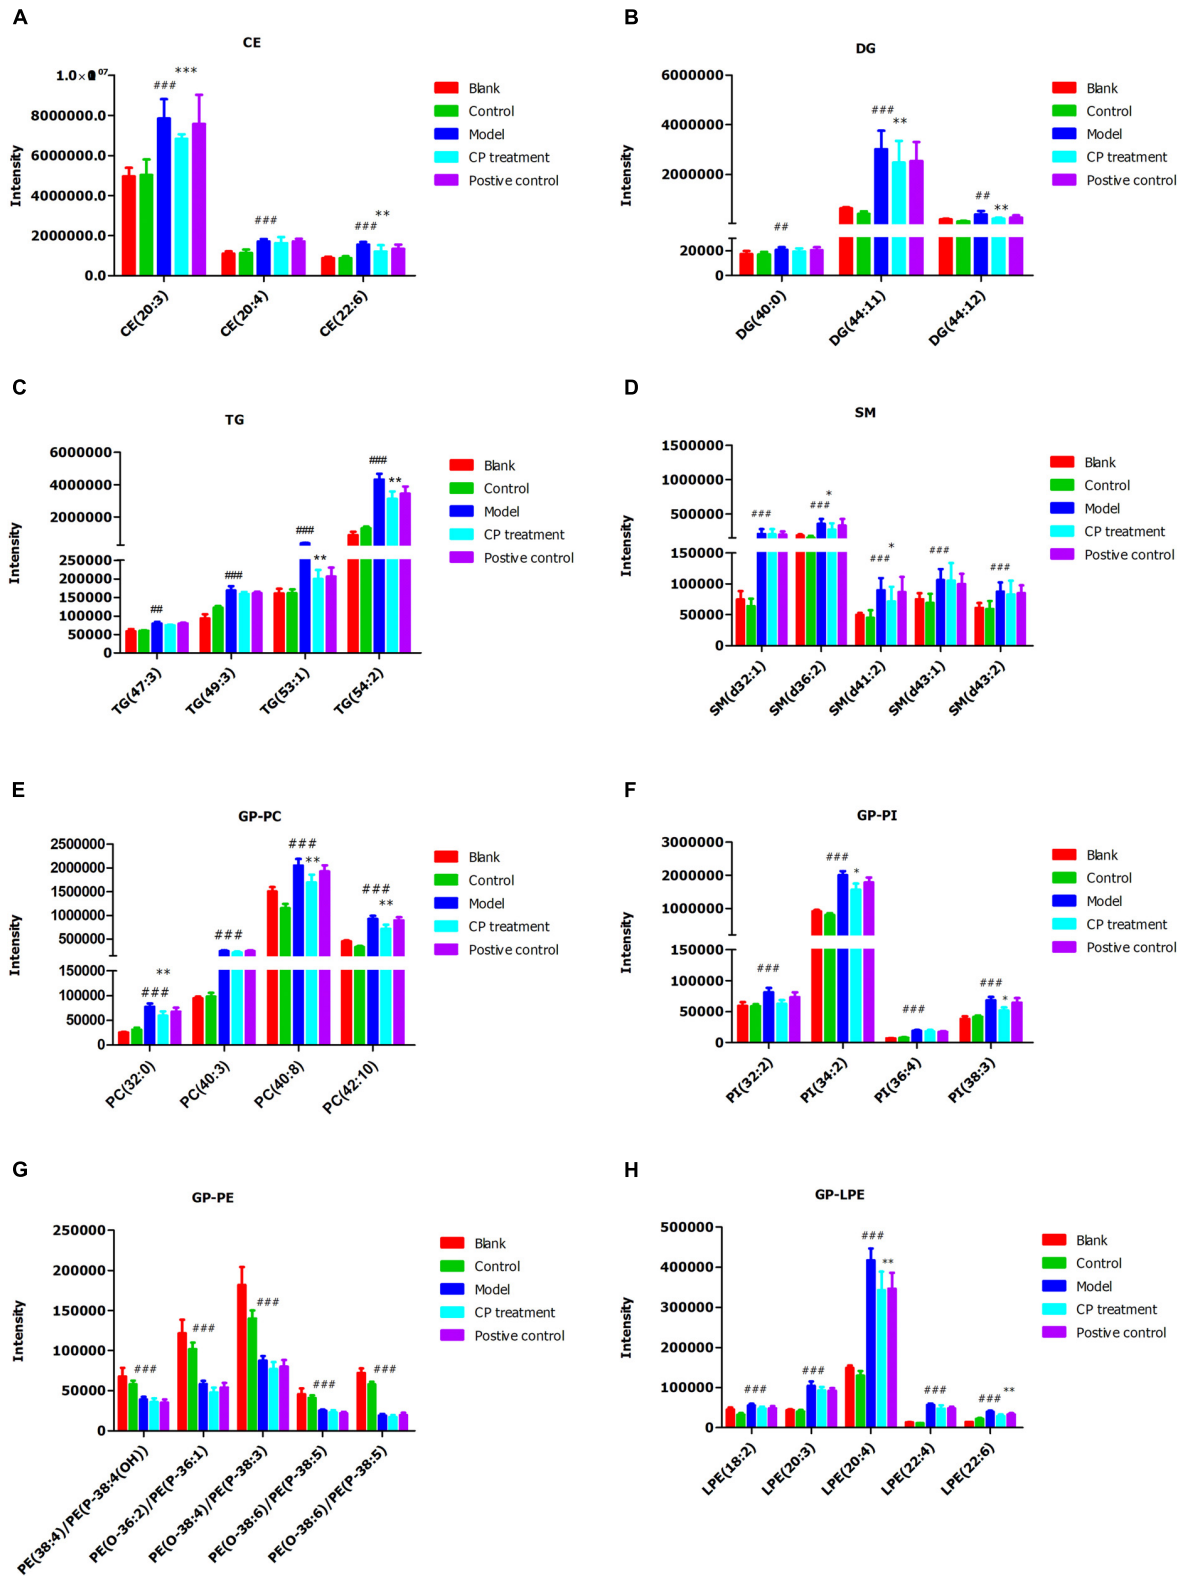 A
CE
1.0×10^07
8000000.0
6000000.0
4000000.0
2000000.0
0.0
Intensity
###
***
###
###
**
CE(20:3)
CE(20:4)
CE(22:6)
Blank
Control
Model
CP treatment
Postive control
B
DG
6000000
4000000
2000000
20000
0
Intensity
##
###
**
##
**
DG(40:0)
DG(44:11)
DG(44:12)
Blank
Control
Model
CP treatment
Postive control
C
TG
6000000
4000000
2000000
250000
200000
150000
100000
50000
0
Intensity
##
###
###
**
###
**
TG(47:3)
TG(49:3)
TG(53:1)
TG(54:2)
Blank
Control
Model
CP treatment
Postive control
D
SM
1500000
1000000
500000
150000
100000
50000
0
Intensity
###
###
*
###
*
###
###
SM(d32:1)
SM(d36:2)
SM(d41:2)
SM(d43:1)
SM(d43:2)
Blank
Control
Model
CP treatment
Postive control
E
GP-PC
2500000
2000000
1500000
1000000
500000
150000
100000
50000
0
Intensity
###
**
###
###
**
###
**
PC(32:0)
PC(40:3)
PC(40:8)
PC(42:10)
Blank
Control
Model
CP treatment
Postive control
F
GP-PI
3000000
2000000
1000000
150000
100000
50000
0
Intensity
###
###
*
###
###
*
PI(32:2)
PI(34:2)
PI(36:4)
PI(38:3)
Blank
Control
Model
CP treatment
Postive control
G
GP-PE
250000
200000
150000
100000
50000
0
Intensity
###
###
###
###
###
PE(38:4)/PE(P-38:4(OH))
PE(O-36:2)/PE(P-36:1)
PE(O-38:4)/PE(P-38:3)
PE(O-38:6)/PE(P-38:5)
PE(O-38:6)/PE(P-38:5)
Blank
Control
Model
CP treatment
Postive control
H
GP-LPE
500000
400000
300000
200000
100000
0
Intensity
###
###
###
**
###
###
**
LPE(18:2)
LPE(20:3)
LPE(20:4)
LPE(22:4)
LPE(22:6)
Blank
Control
Model
CP treatment
Postive control